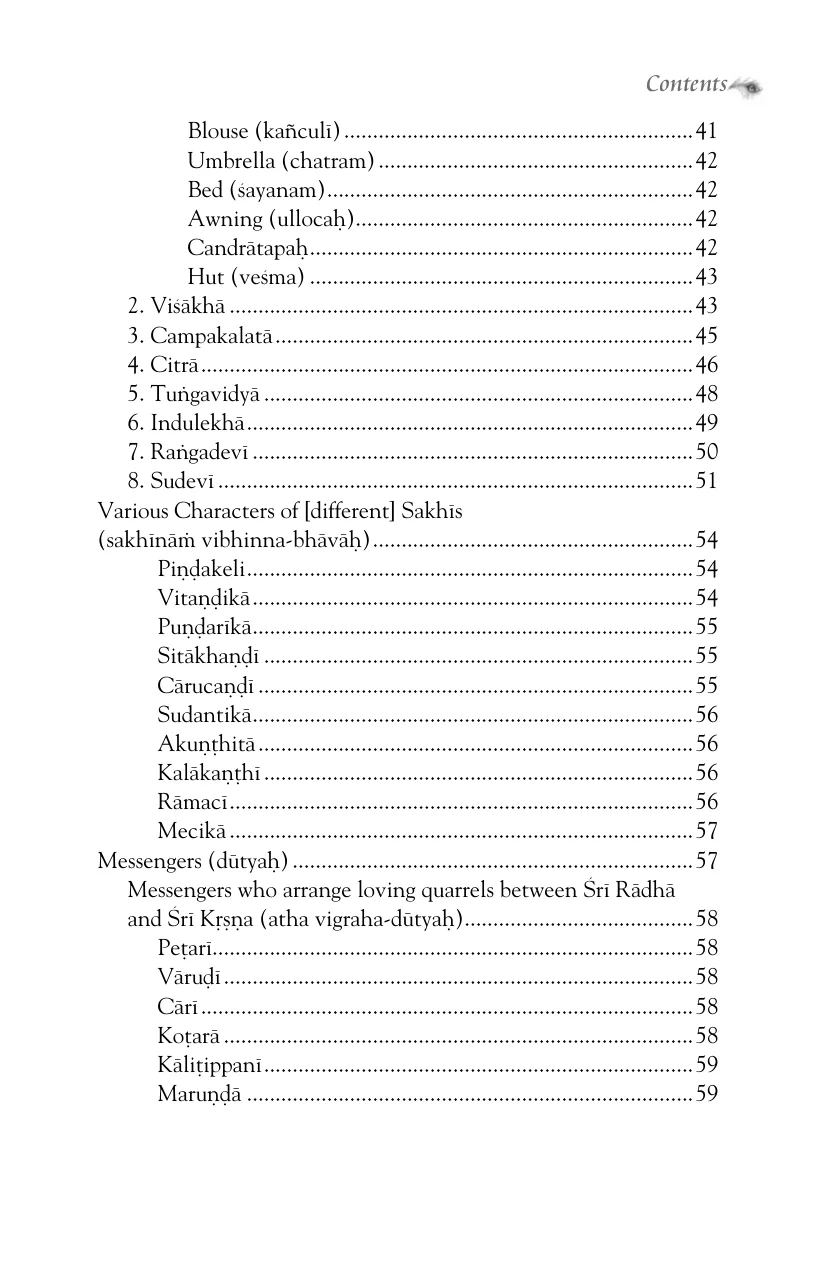 Contents
Blouse (kañculī) ............................................................. 41
Umbrella (chatram) ....................................................... 42
Bed (śayanam) ................................................................ 42
Awning (ullocaḥ) ........................................................... 42
Candrātapaḥ ................................................................... 42
Hut (veśma) ................................................................... 43
2. Viśākhā ................................................................................. 43
3. Campakalatā ......................................................................... 45
4. Citrā ...................................................................................... 46
5. Tuṅgavidyā ........................................................................... 48
6. Indulekhā .............................................................................. 49
7. Raṅgadevī ............................................................................. 50
8. Sudevī ................................................................................... 51
Various Characters of [different] Sakhīs
(sakhīnāṁ vibhinna-bhāvāḥ) ........................................................ 54
Piṇḍakeli .............................................................................. 54
Vitaṇḍikā ............................................................................. 54
Puṇḍarīkā ............................................................................. 55
Sitākhaṇḍī ........................................................................... 55
Cārucaṇḍī ............................................................................ 55
Sudantikā ............................................................................. 56
Akuṇṭhitā ............................................................................ 56
Kalākaṇṭhī ........................................................................... 56
Rāmacī ................................................................................. 56
Mecikā ................................................................................. 57
Messengers (dūtyaḥ) ...................................................................... 57
Messengers who arrange loving quarrels between Śrī Rādhā
and Śrī Kṛṣṇa (atha vigraha-dūtyaḥ) ........................................ 58
Peṭarī .................................................................................... 58
Vāruḍī .................................................................................. 58
Cārī ...................................................................................... 58
Koṭarā .................................................................................. 58
Kāliṭippanī ........................................................................... 59
Maruṇḍā .............................................................................. 59